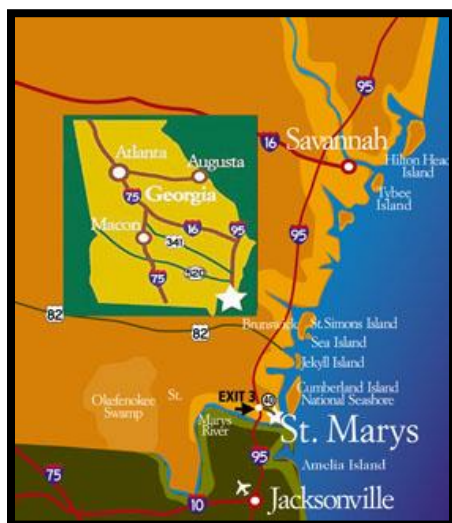 95
16
Savannah
Hilton Head
Island
Tybee
Island
Atlanta
Augusta
75
Georgia
Macon
16
95
341
520
75
95
82
82
Brunswick
St. Simons Island
Sea Island
Jekyll Island
Cumberland Island
National Seashore
EXIT 3
40
St. Marys
Okefenokee
Swamp
St.
Marys
River
95
Amelia Island
75
10
Jacksonville